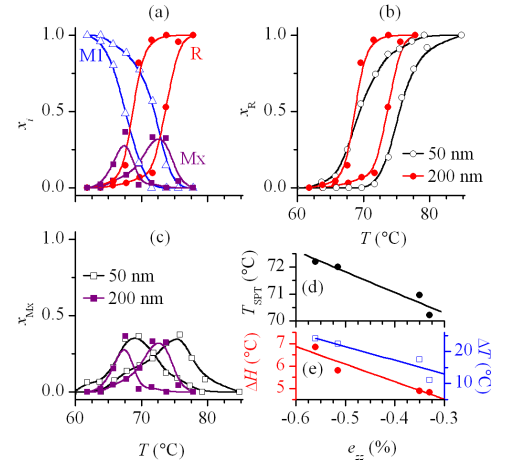 (a)
(b)
1.0
0.5
0.0
x_i
M1
R
Mx
1.0
0.5
0.0
x_R
50 nm
200 nm
60 70 80
T (°C)
(c)
1.0
0.5
0.0
x_Mx
50 nm
200 nm
60 70 80
T (°C)
72
71
70
T_SPT (°C)
(d)
7
6
5
ΔH (°C)
(e)
20
10
ΔT (°C)
-0.6 -0.5 -0.4 -0.3
e_zz (%)